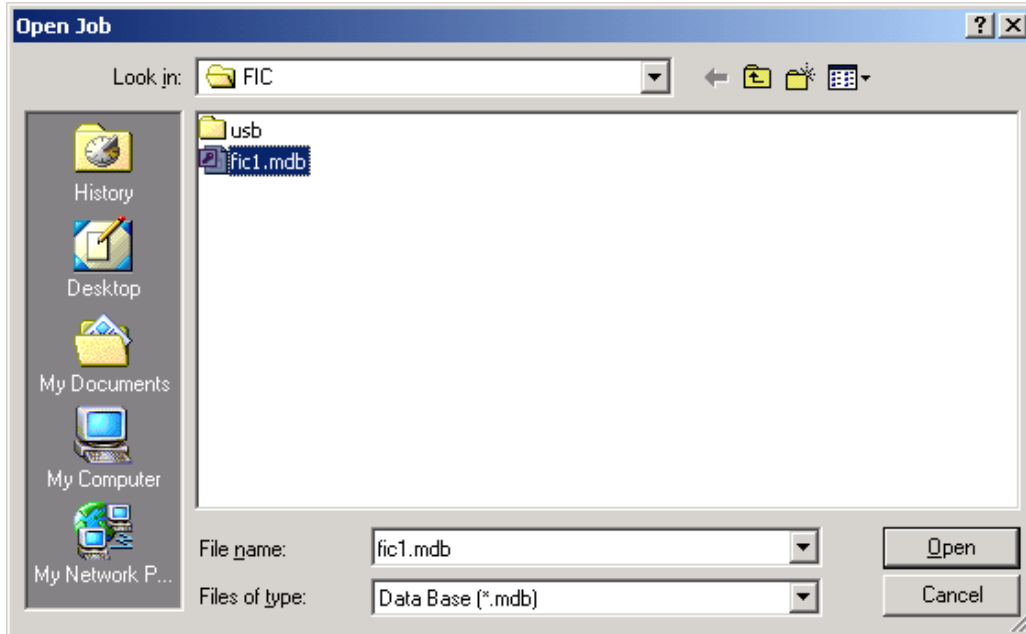 Open Job
Look in: FIC
usb
fic1.mdb
History
Desktop
My Documents
My Computer
My Network P...
File name: fic1.mdb Open
Files of type: Data Base (*.mdb) Cancel